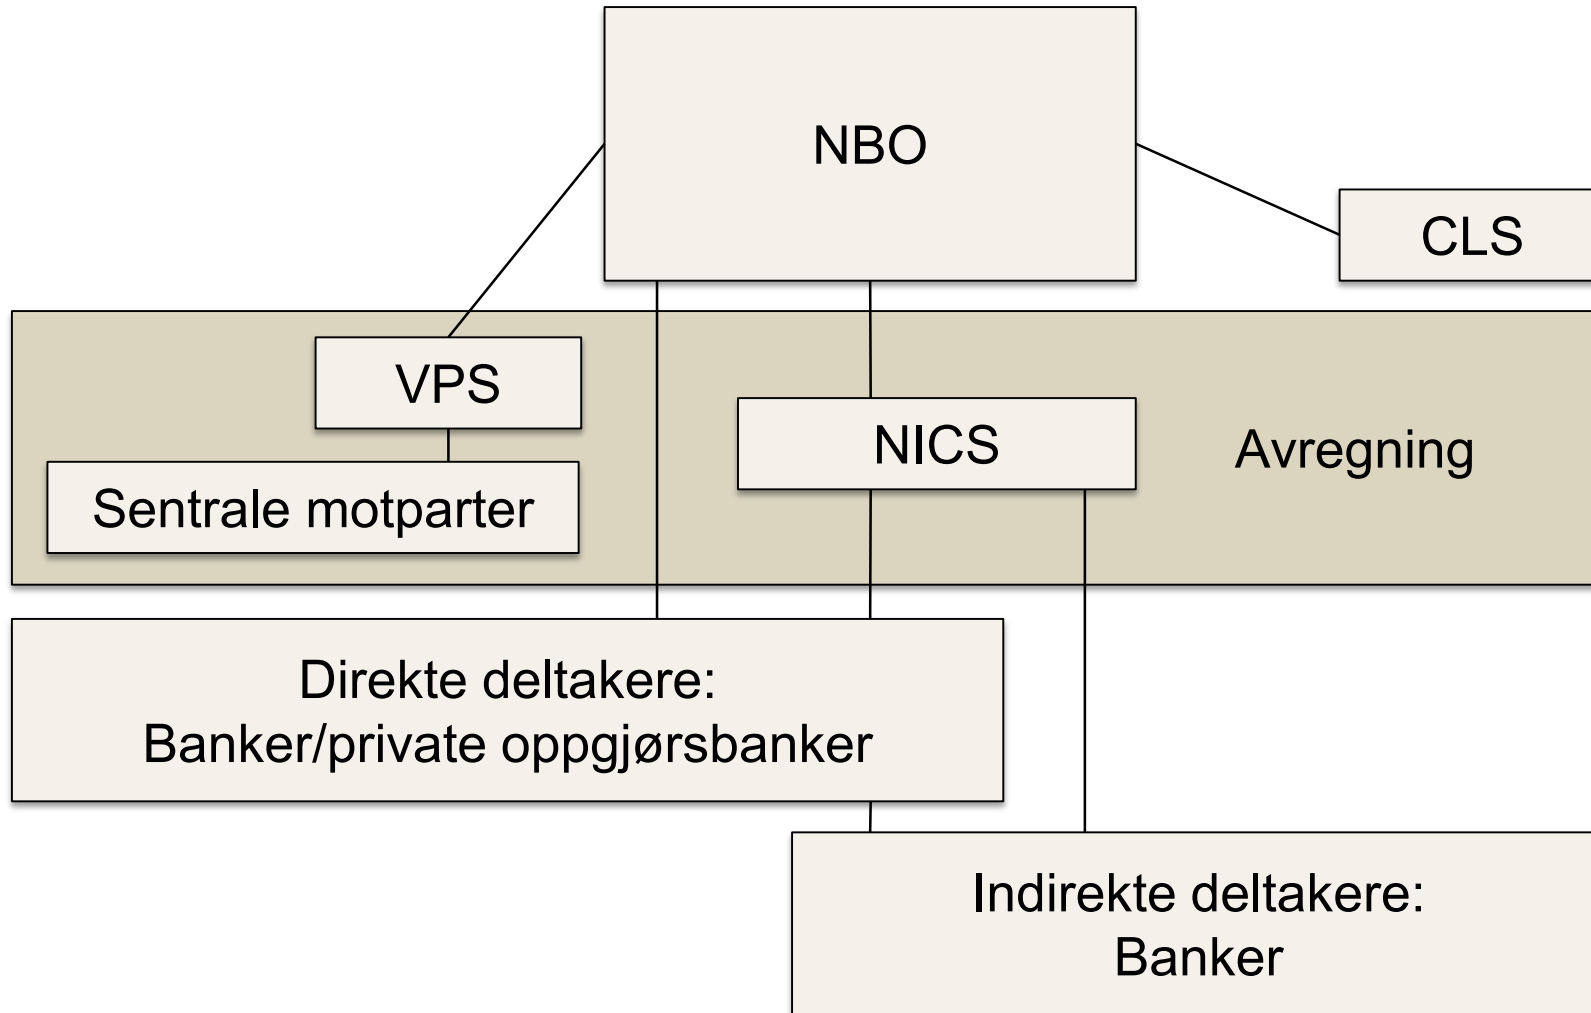 NBO
CLS
VPS
NICS
Avregning
Sentrale motparter
Direkte deltakere:
Banker/private oppgjørsbanker
Indirekte deltakere:
Banker